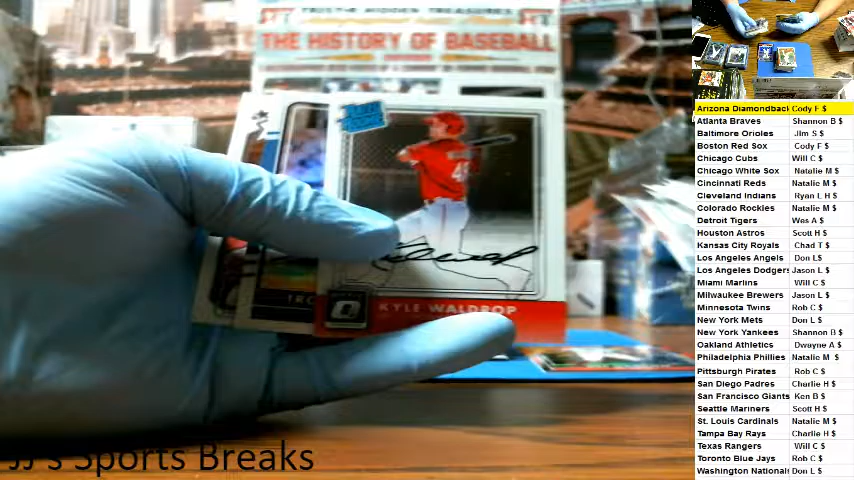 TRISTAR HIDDEN TREASURES
THE HISTORY OF BASEBALL
KYLE WALDROP
TRO
JJ's Sports Breaks
Arizona Diamondback Cody F $
Atlanta Braves Shannon B $
Baltimore Orioles Jim S $
Boston Red Sox Cody F $
Chicago Cubs Will C $
Chicago White Sox Natalie M $
Cincinnati Reds Natalie M $
Cleveland Indians Ryan L H $
Colorado Rockies Natalie M $
Detroit Tigers Wes A $
Houston Astros Scott H $
Kansas City Royals Chad T $
Los Angeles Angels Don L $
Los Angeles Dodgers Jason L $
Miami Marlins Will C $
Milwaukee Brewers Jason L $
Minnesota Twins Rob C $
New York Mets Don L $
New York Yankees Shannon B $
Oakland Athletics Dwayne A $
Philadelphia Phillies Natalie M $
Pittsburgh Pirates Rob C $
San Diego Padres Charlie H $
San Francisco Giants Ken B $
Seattle Mariners Scott H $
St. Louis Cardinals Natalie M $
Tampa Bay Rays Charlie H $
Texas Rangers Will C $
Toronto Blue Jays Rob C $
Washington Nationals Don L $